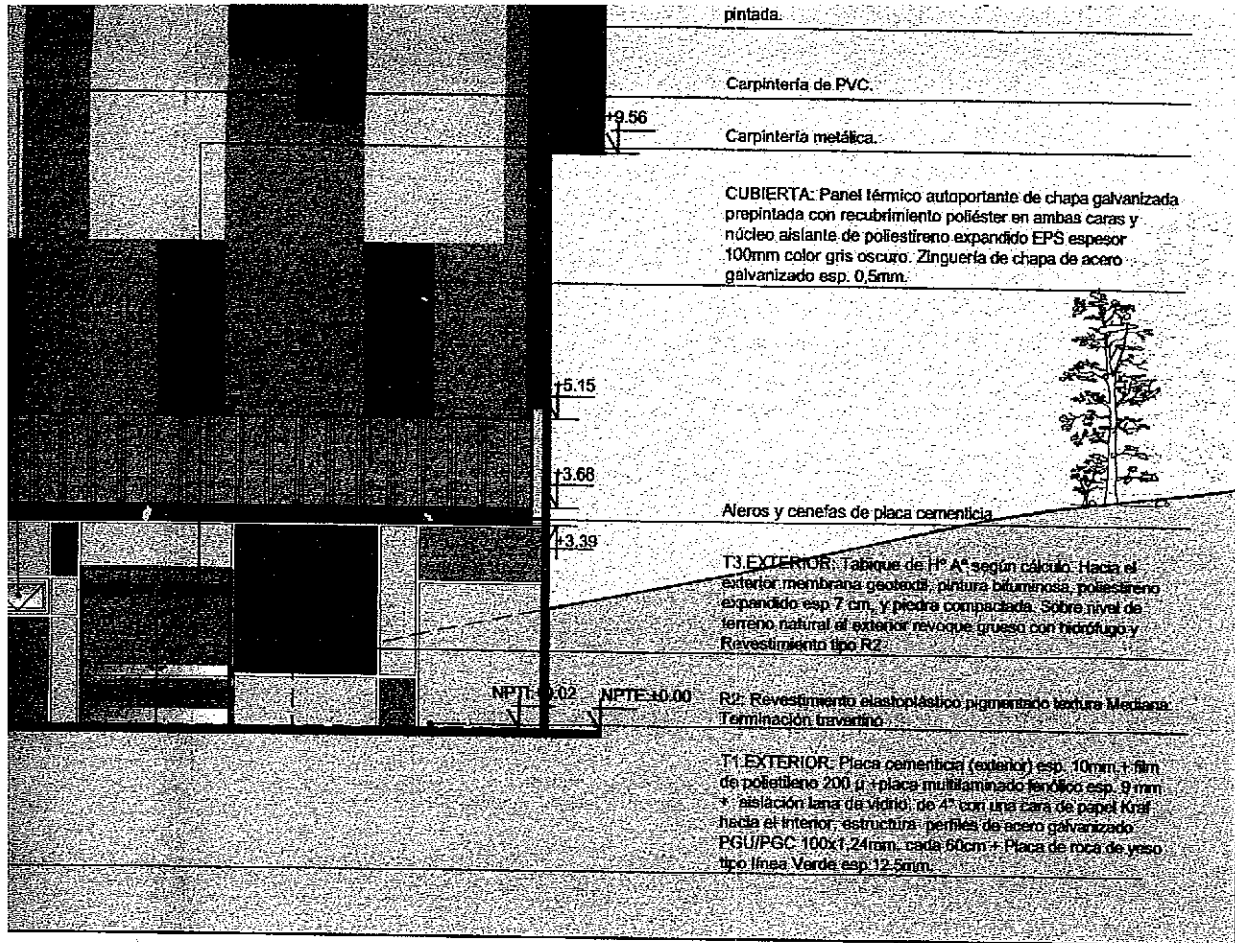 pintada.
Carpintería de PVC.
+9.56
Carpintería metálica.
CUBIERTA: Panel térmico autoportante de chapa galvanizada
prepintada con recubrimiento poliéster en ambas caras y
núcleo aislante de poliestireno expandido EPS espesor
100mm color gris oscuro. Zinguería de chapa de acero
galvanizado esp. 0,5mm.
+5.15
+3.68
Aleros y cenefas de placa cementicia
+3.39
T3.EXTERIOR: Tabique de Hº Aº según cálculo. Hacia el
exterior membrana geotextil, pintura bituminosa, poliestireno
expandido esp 7 cm, y piedra compactada. Sobre nivel de
terreno natural al exterior revoque grueso con hidrófugo y
Revestimiento tipo R2.
NPTI:+0.02 NPTE:+0.00
R2: Revestimiento elastoplástico pigmentado textura Mediana.
Terminación travertino
T1.EXTERIOR: Placa cementicia (exterior) esp. 10mm.+ film
de polietileno 200 µ +placa multilaminado fenólico esp. 9 mm
+ aislación lana de vidrio, de 4" con una cara de papel Kraf
hacia el interior, estructura perfiles de acero galvanizado
PGU/PGC 100x1,24mm. cada 60cm + Placa de roca de yeso
tipo línea Verde esp.12.5mm.